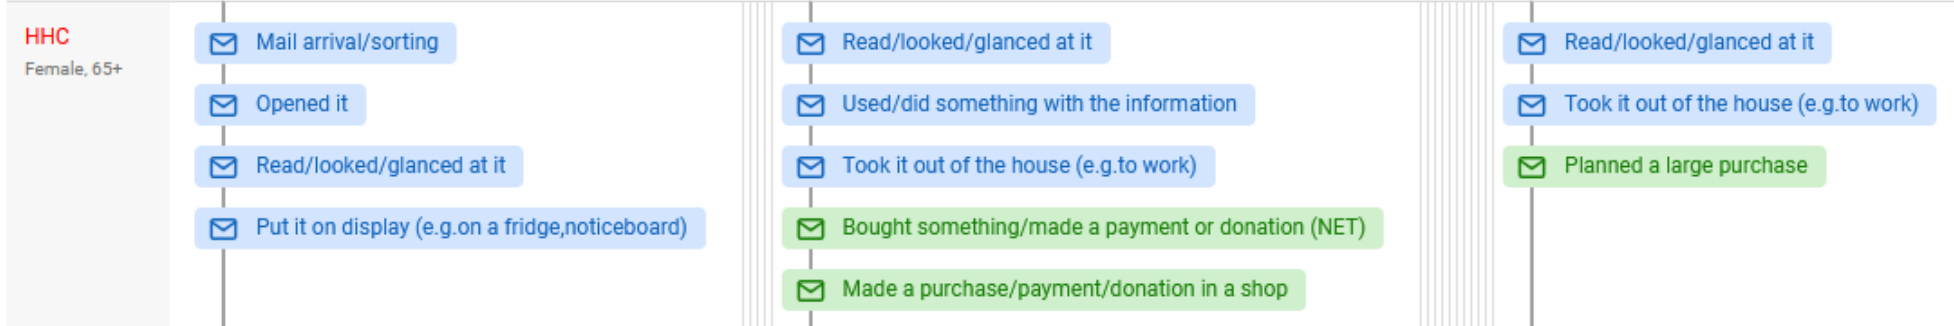 HHC
Female, 65+
Mail arrival/sorting
Opened it
Read/looked/glanced at it
Put it on display (e.g.on a fridge,noticeboard)
Read/looked/glanced at it
Used/did something with the information
Took it out of the house (e.g.to work)
Bought something/made a payment or donation (NET)
Made a purchase/payment/donation in a shop
Read/looked/glanced at it
Took it out of the house (e.g.to work)
Planned a large purchase